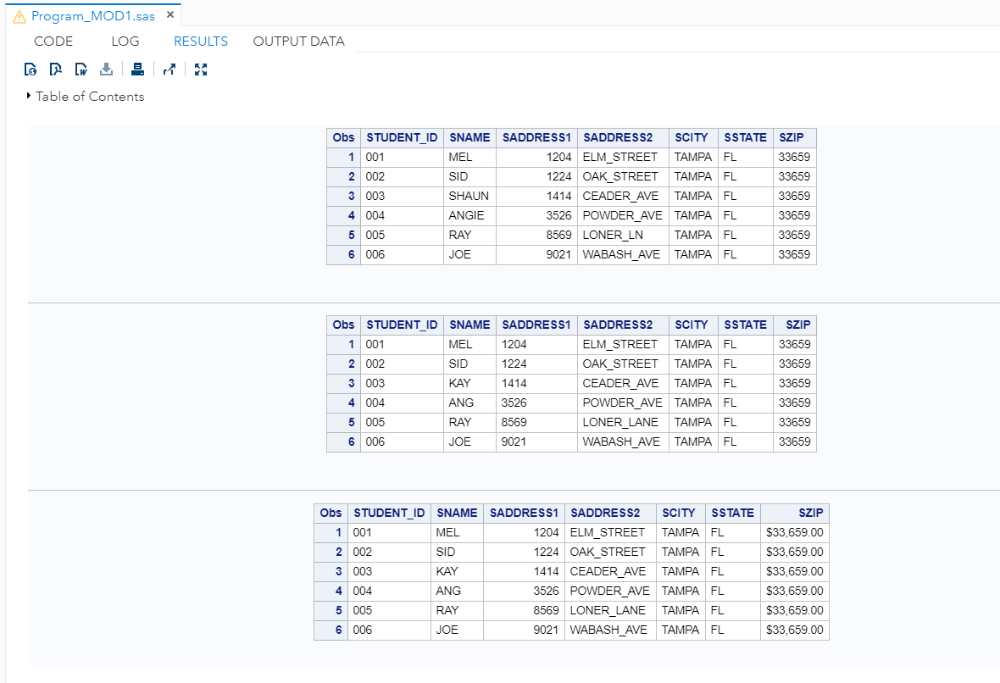 Program_MOD1.sas ×
CODE LOG RESULTS OUTPUT DATA
Table of Contents
Obs STUDENT_ID SNAME SADDRESS1 SADDRESS2 SCITY SSTATE SZIP
1 001 MEL 1204 ELM_STREET TAMPA FL 33659
2 002 SID 1224 OAK_STREET TAMPA FL 33659
3 003 SHAUN 1414 CEADER_AVE TAMPA FL 33659
4 004 ANGIE 3526 POWDER_AVE TAMPA FL 33659
5 005 RAY 8569 LONER_LN TAMPA FL 33659
6 006 JOE 9021 WABASH_AVE TAMPA FL 33659
Obs STUDENT_ID SNAME SADDRESS1 SADDRESS2 SCITY SSTATE SZIP
1 001 MEL 1204 ELM_STREET TAMPA FL 33659
2 002 SID 1224 OAK_STREET TAMPA FL 33659
3 003 KAY 1414 CEADER_AVE TAMPA FL 33659
4 004 ANG 3526 POWDER_AVE TAMPA FL 33659
5 005 RAY 8569 LONER_LANE TAMPA FL 33659
6 006 JOE 9021 WABASH_AVE TAMPA FL 33659
Obs STUDENT_ID SNAME SADDRESS1 SADDRESS2 SCITY SSTATE SZIP
1 001 MEL 1204 ELM_STREET TAMPA FL $33,659.00
2 002 SID 1224 OAK_STREET TAMPA FL $33,659.00
3 003 KAY 1414 CEADER_AVE TAMPA FL $33,659.00
4 004 ANG 3526 POWDER_AVE TAMPA FL $33,659.00
5 005 RAY 8569 LONER_LANE TAMPA FL $33,659.00
6 006 JOE 9021 WABASH_AVE TAMPA FL $33,659.00